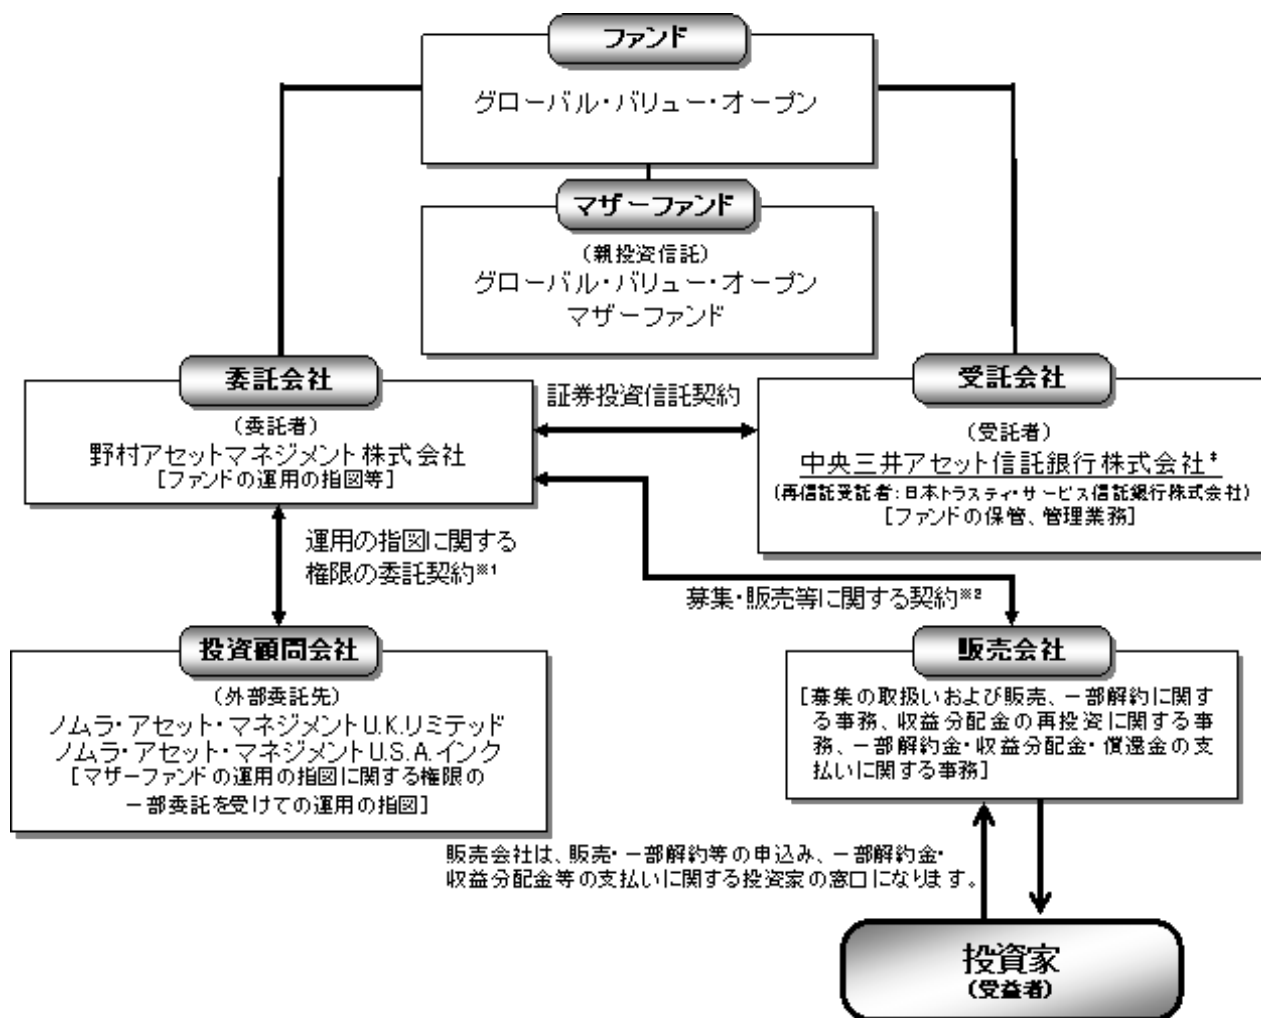 ファンド
グローバル・バリュー・オープン
マザーファンド
(親投資信託)
グローバル・バリュー・オープン
マザーファンド
委託会社
(委託者)
野村アセットマネジメント株式会社
[ファンドの運用の指図等]
証券投資信託契約
受託会社
(受託者)
中央三井アセット信託銀行株式会社*
(再信託受託者:日本トラスティ・サービス信託銀行株式会社)
[ファンドの保管、管理業務]
運用の指図に関する
権限の委託契約※1
募集・販売等に関する契約※2
投資顧問会社
(外部委託先)
ノムラ・アセット・マネジメントU.K.リミテッド
ノムラ・アセット・マネジメントU.S.A.インク
[マザーファンドの運用の指図に関する権限の
一部委託を受けての運用の指図]
販売会社
[募集の取扱いおよび販売、一部解約に関す
る事務、収益分配金の再投資に関する事
務、一部解約金・収益分配金・償還金の支
払いに関する事務]
販売会社は、販売・一部解約等の申込み、一部解約金・
収益分配金等の支払いに関する投資家の窓口になります。
投資家
(受益者)